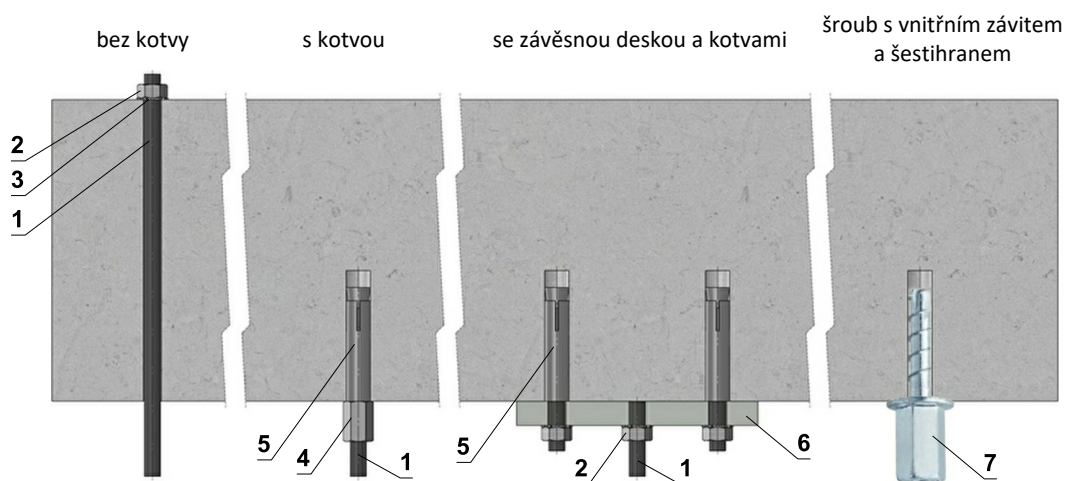 bez kotvy
s kotvou
se závěsnou deskou a kotvami
šroub s vnitřním závitem
a šestihranem
2
3
1
5
4
1
5
2
1
6
7